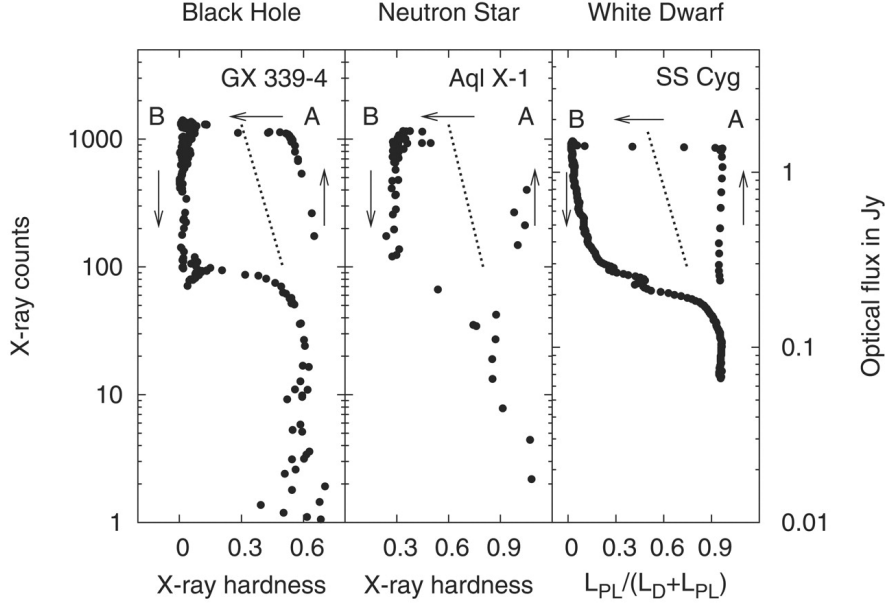 Black Hole
Neutron Star
White Dwarf
GX 339-4
Aql X-1
SS Cyg
B
A
B
A
B
A
1000
100
10
1
1
0.1
0.01
X-ray counts
Optical flux in Jy
0 0.3 0.6
0.3 0.6 0.9
0 0.3 0.6 0.9
X-ray hardness
X-ray hardness
L_PL/(L_D+L_PL)